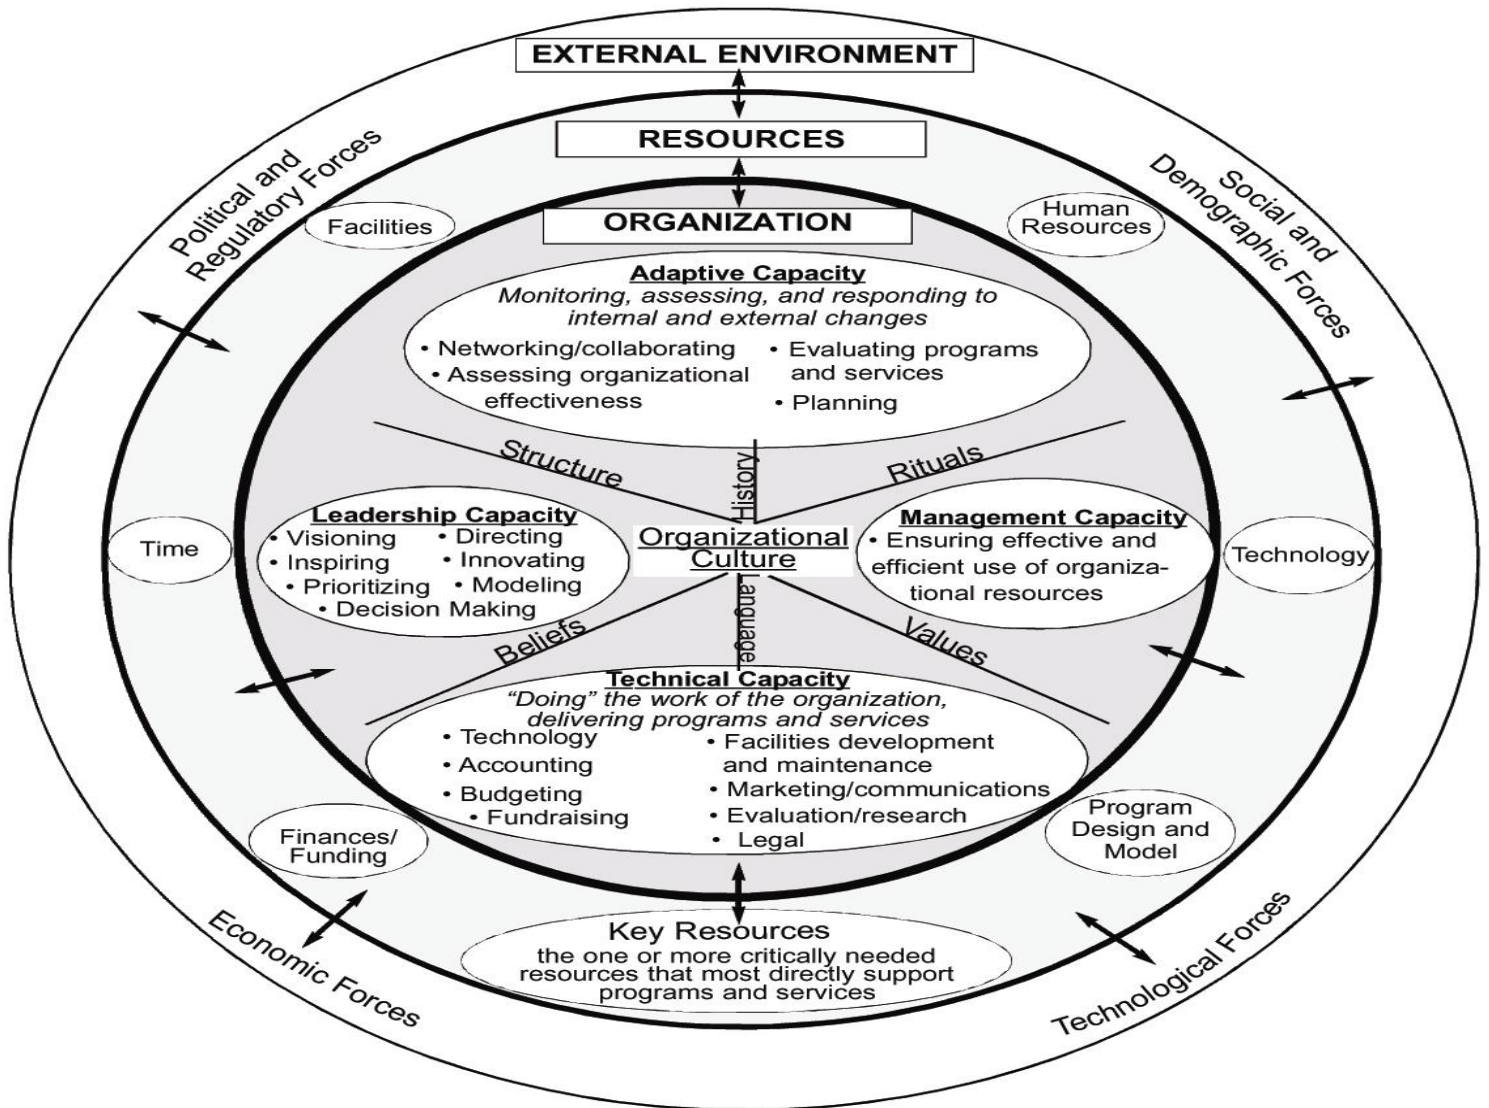 EXTERNAL ENVIRONMENT
RESOURCES
ORGANIZATION
Political and
Regulatory Forces
Social and
Demographic Forces
Facilities
Human
Resources
Adaptive Capacity
Monitoring, assessing, and responding to
internal and external changes
• Networking/collaborating
• Assessing organizational
effectiveness
• Evaluating programs
and services
• Planning
Structure
History
Rituals
Time
Leadership Capacity
• Visioning
• Directing
• Inspiring
• Innovating
• Prioritizing
• Modeling
• Decision Making
Organizational
Culture
Management Capacity
• Ensuring effective and
efficient use of organiza-
tional resources
Technology
Beliefs
Language
Values
Technical Capacity
“Doing” the work of the organization,
delivering programs and services
• Technology
• Accounting
• Budgeting
• Fundraising
• Facilities development
and maintenance
• Marketing/communications
• Evaluation/research
• Legal
Finances/
Funding
Program
Design and
Model
Key Resources
the one or more critically needed
resources that most directly support
programs and services
Economic Forces
Technological Forces